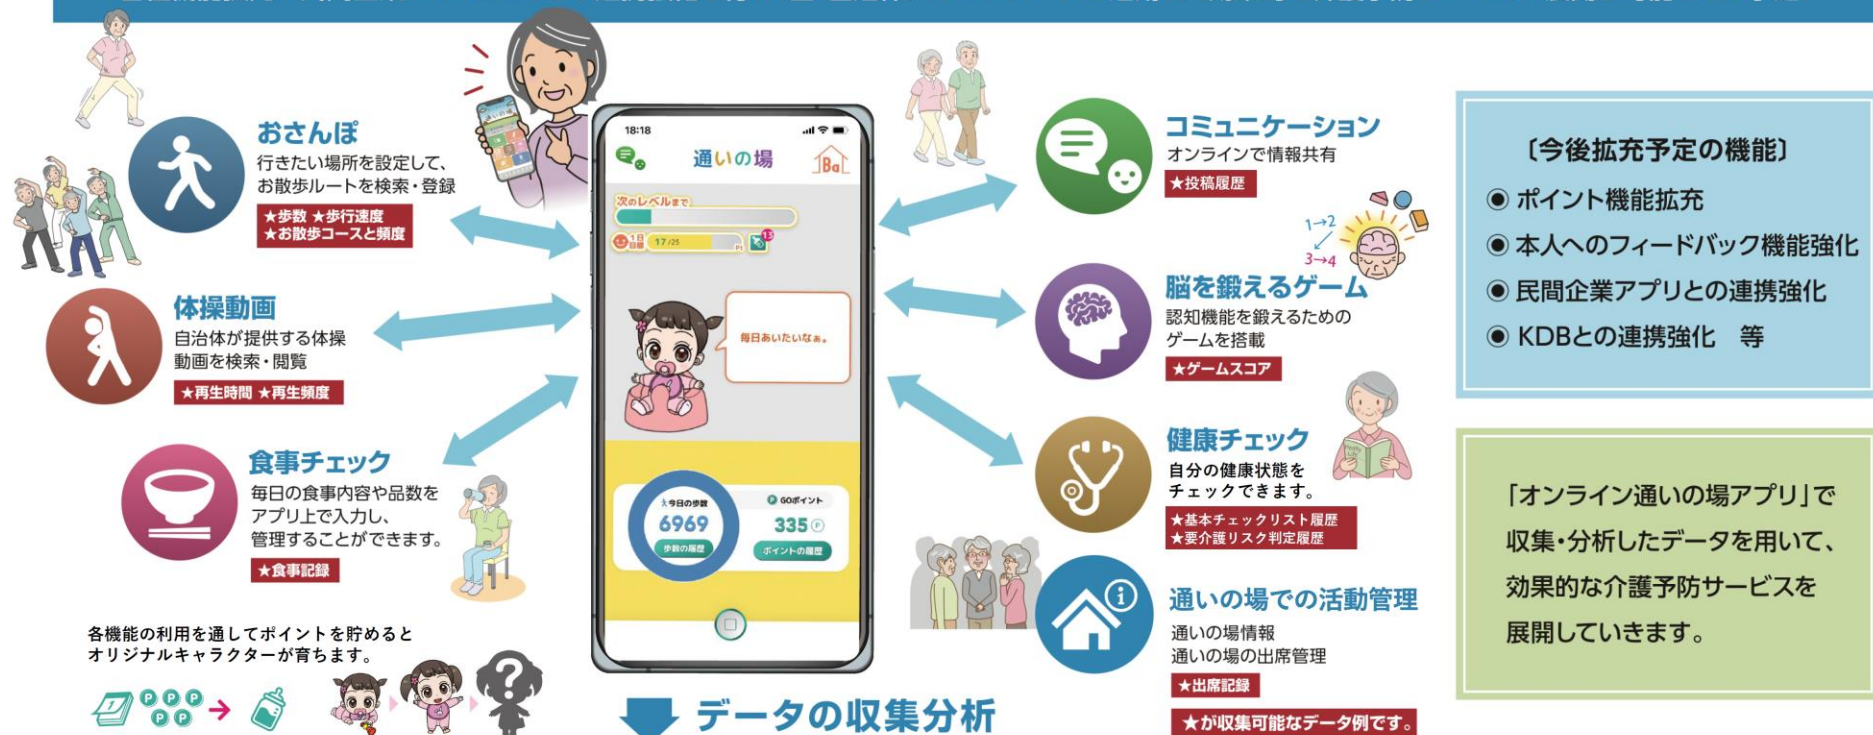 おさんぽ
行きたい場所を設定して、
お散歩ルートを検索・登録
★歩数 ★歩行速度
★お散歩コースと頻度
体操動画
自治体が提供する体操
動画を検索・閲覧
★再生時間 ★再生頻度
食事チェック
毎日の食事内容や品数を
アプリ上で入力し、
管理することができます。
★食事記録
各機能の利用を通してポイントを貯めると
オリジナルキャラクターが育ちます。
P P P
P P
?
18:18
通いの場
Ba
次のレベルまで
1日
目標
17/25
Pt
13
毎日あいたいなぁ。
今日の歩数
6969
歩数の履歴
P GOポイント
335 P
ポイントの履歴
データの収集分析
コミュニケーション
オンラインで情報共有
★投稿履歴
1→2
3→4
脳を鍛えるゲーム
認知機能を鍛えるための
ゲームを搭載
★ゲームスコア
健康チェック
自分の健康状態を
チェックできます。
★基本チェックリスト履歴
★要介護リスク判定履歴
i
通いの場での活動管理
通いの場情報
通いの場の出席管理
★出席記録
★が収集可能なデータ例です。
〔今後拡充予定の機能〕
◉ ポイント機能拡充
◉ 本人へのフィードバック機能強化
◉ 民間企業アプリとの連携強化
◉ KDBとの連携強化 等
「オンライン通いの場アプリ」で
収集・分析したデータを用いて、
効果的な介護予防サービスを
展開していきます。